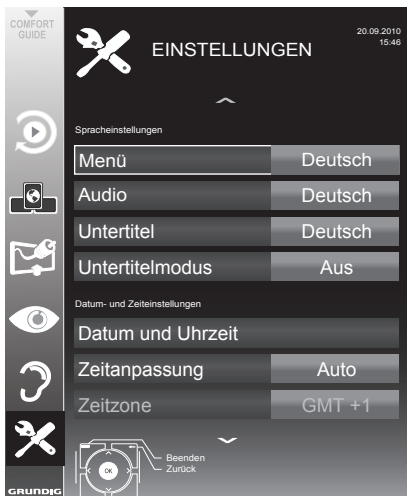 COMFORT
GUIDE
EINSTELLUNGEN
20.09.2010
15:46
Spracheinstellungen
Menü Deutsch
Audio Deutsch
Untertitel Deutsch
Untertitelmodus Aus
Datum- und Zeiteinstellungen
Datum und Uhrzeit
Zeitanpassung Auto
Zeitzone GMT +1
Beenden
Zurück
OK
GRUNDIG